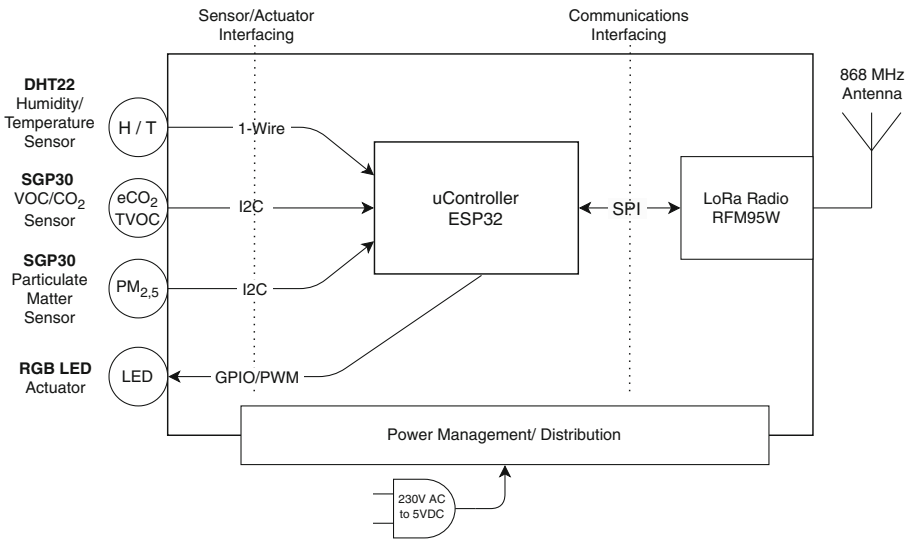 Sensor/Actuator
Interfacing
Communications
Interfacing
DHT22
Humidity/
Temperature
Sensor
H / T
1-Wire
868 MHz
Antenna
SGP30
VOC/CO₂
Sensor
eCO₂
TVOC
I2C
uController
ESP32
SPI
LoRa Radio
RFM95W
SGP30
Particulate
Matter
Sensor
PM₂,₅
I2C
RGB LED
Actuator
LED
GPIO/PWM
Power Management/ Distribution
230V AC
to 5VDC